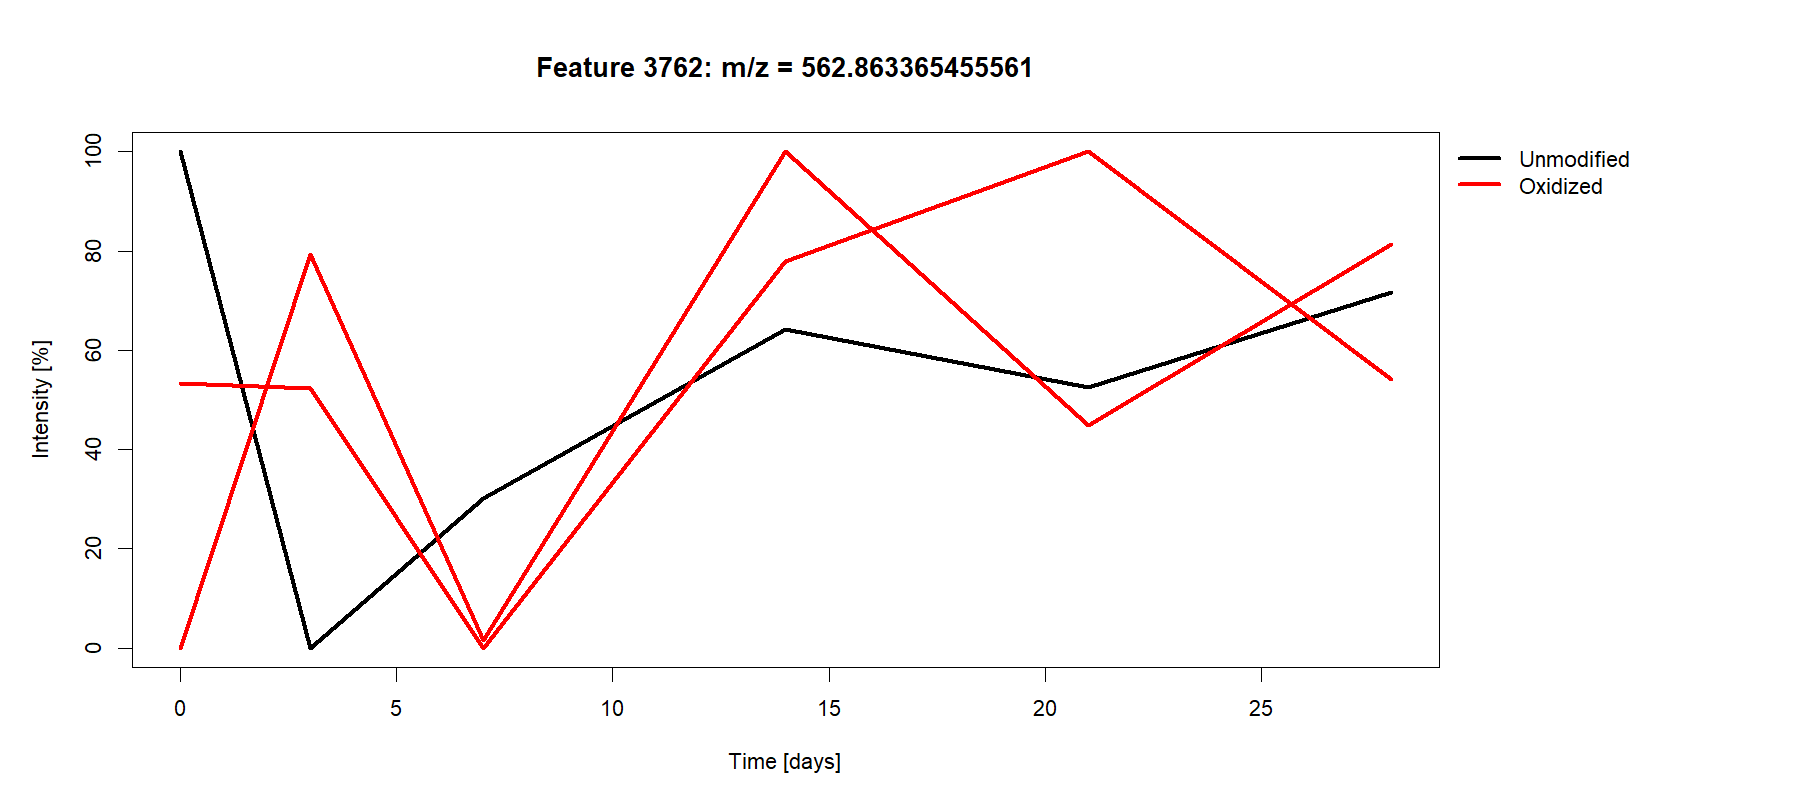 Feature 3762: m/z = 562.863365455561
Unmodified
Oxidized
Intensity [%]
100
80
60
40
20
0
0 5 10 15 20 25
Time [days]